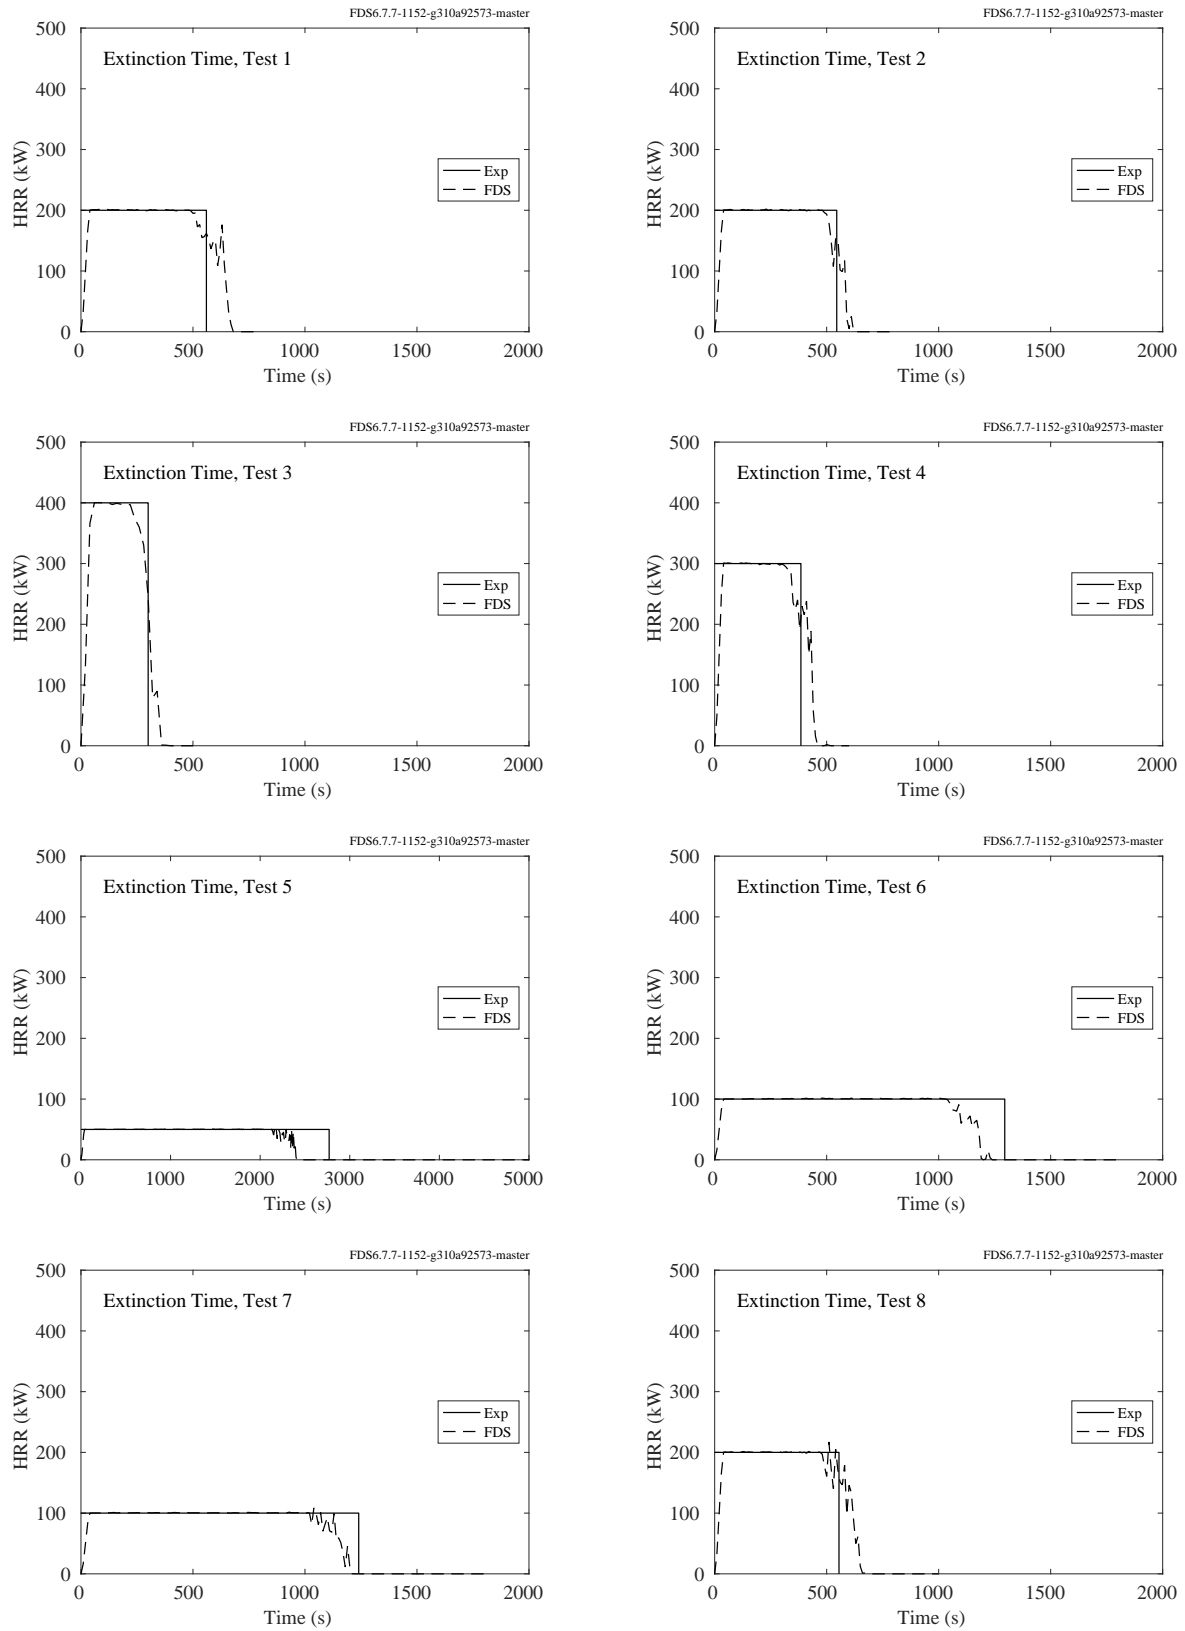 FDS6.7.7-1152-g310a92573-master
500
Extinction Time, Test 1
400
300
Exp
FDS
200
100
0
HRR (kW)
0 500 1000 1500 2000
Time (s)
FDS6.7.7-1152-g310a92573-master
500
Extinction Time, Test 2
400
300
Exp
FDS
200
100
0
HRR (kW)
0 500 1000 1500 2000
Time (s)
FDS6.7.7-1152-g310a92573-master
500
Extinction Time, Test 3
400
300
Exp
FDS
200
100
0
HRR (kW)
0 500 1000 1500 2000
Time (s)
FDS6.7.7-1152-g310a92573-master
500
Extinction Time, Test 4
400
300
Exp
FDS
200
100
0
HRR (kW)
0 500 1000 1500 2000
Time (s)
FDS6.7.7-1152-g310a92573-master
500
Extinction Time, Test 5
400
300
Exp
FDS
200
100
0
HRR (kW)
0 1000 2000 3000 4000 5000
Time (s)
FDS6.7.7-1152-g310a92573-master
500
Extinction Time, Test 6
400
300
Exp
FDS
200
100
0
HRR (kW)
0 500 1000 1500 2000
Time (s)
FDS6.7.7-1152-g310a92573-master
500
Extinction Time, Test 7
400
300
Exp
FDS
200
100
0
HRR (kW)
0 500 1000 1500 2000
Time (s)
FDS6.7.7-1152-g310a92573-master
500
Extinction Time, Test 8
400
300
Exp
FDS
200
100
0
HRR (kW)
0 500 1000 1500 2000
Time (s)